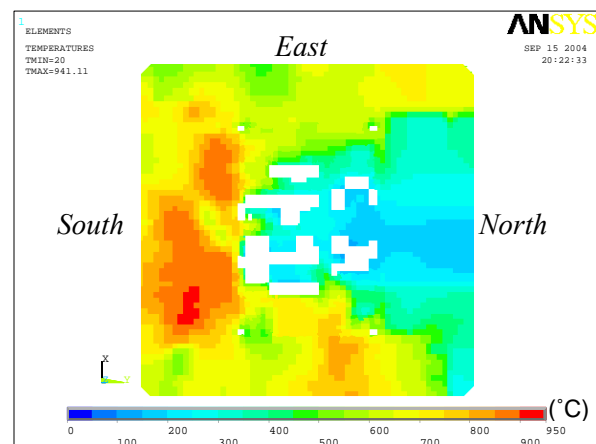 1
ELEMENTS
TEMPERATURES
TMIN=20
TMAX=941.11
ANSYS
SEP 15 2004
20:22:33
East
South
North
X
Y
(°C)
0 200 400 600 800 950
100 300 500 700 900